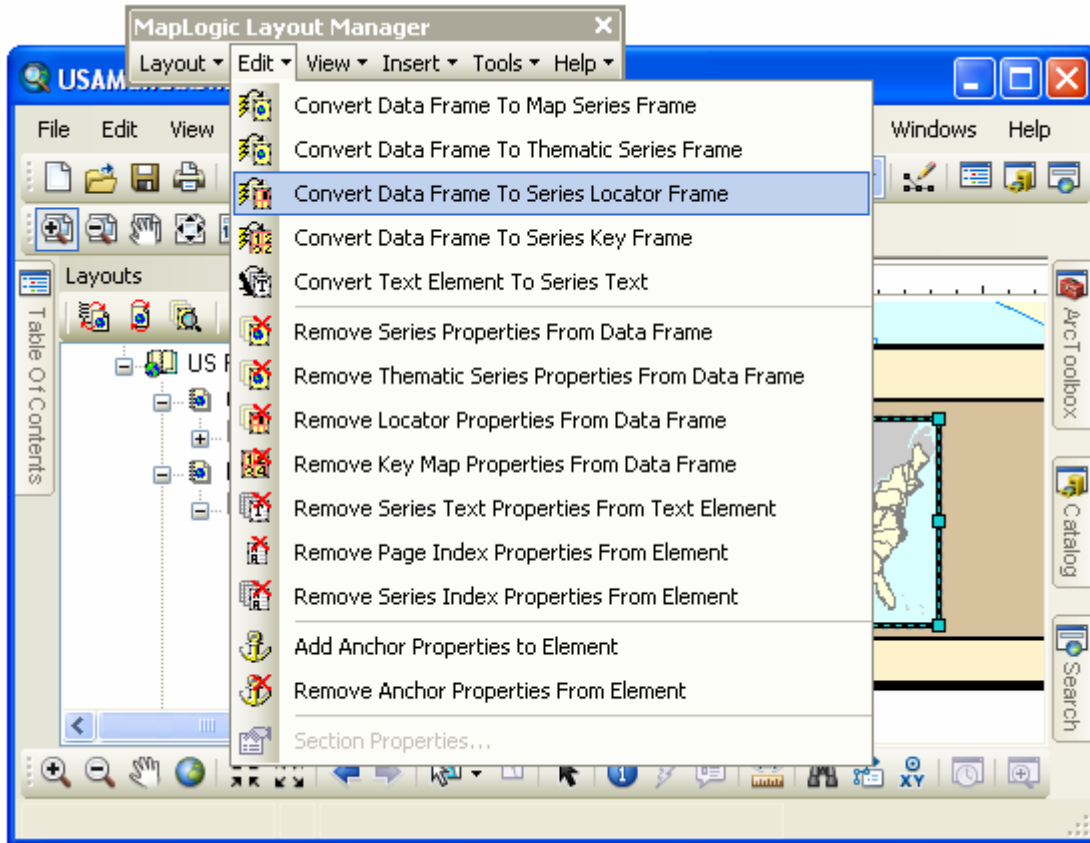 MapLogic Layout Manager
Layout Edit View Insert Tools Help
File Edit View
Windows Help
Convert Data Frame To Map Series Frame
Convert Data Frame To Thematic Series Frame
Convert Data Frame To Series Locator Frame
Convert Data Frame To Series Key Frame
Convert Text Element To Series Text
Remove Series Properties From Data Frame
Remove Thematic Series Properties From Data Frame
Remove Locator Properties From Data Frame
Remove Key Map Properties From Data Frame
Remove Series Text Properties From Text Element
Remove Page Index Properties From Element
Remove Series Index Properties From Element
Add Anchor Properties to Element
Remove Anchor Properties From Element
Section Properties...
Layouts
US
Table Of Contents
ArcToolbox
Catalog
Search
XY